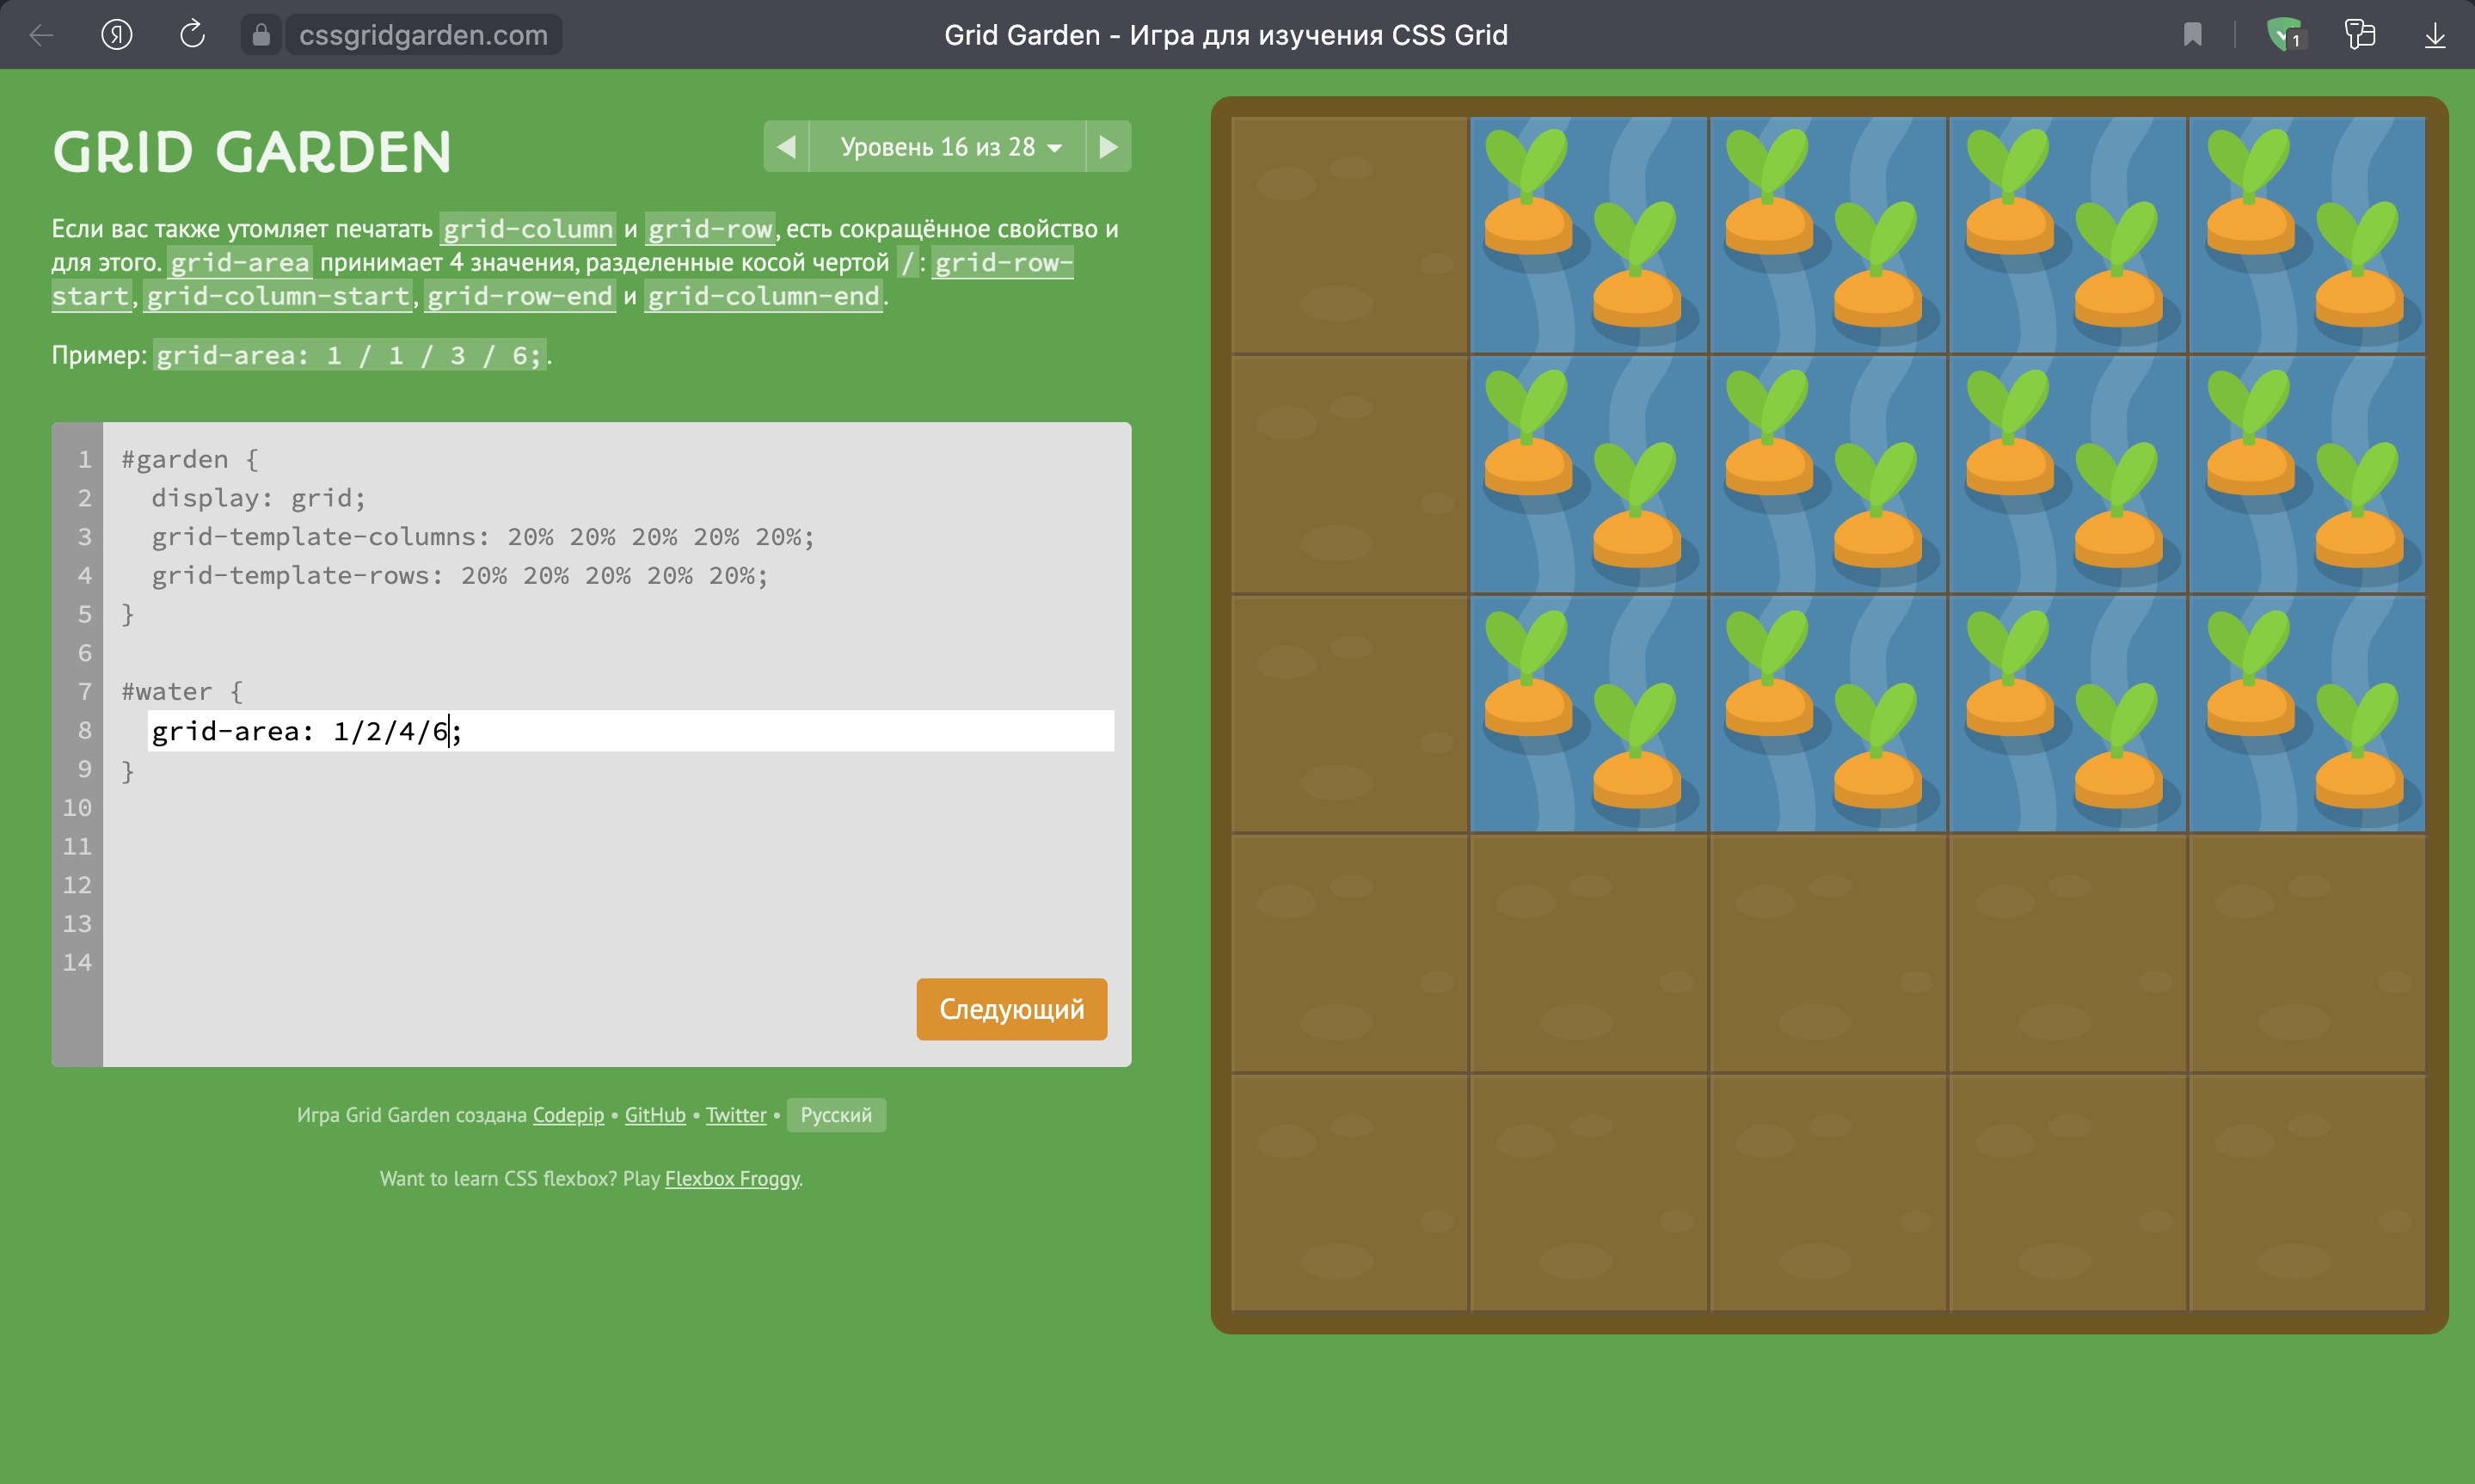 cssgridgarden.com
Grid Garden - Игра для изучения CSS Grid
1
GRID GARDEN
Уровень 16 из 28
Если вас также утомляет печатать grid-column и grid-row, есть сокращённое свойство и
для этого. grid-area принимает 4 значения, разделенные косой чертой /: grid-row-
start, grid-column-start, grid-row-end и grid-column-end.
Пример: grid-area: 1 / 1 / 3 / 6;.
1 #garden {
2 display: grid;
3 grid-template-columns: 20% 20% 20% 20% 20%;
4 grid-template-rows: 20% 20% 20% 20% 20%;
5 }
6
7 #water {
8 grid-area: 1/2/4/6;
9 }
10
11
12
13
14
Следующий
Игра Grid Garden создана Codepip • GitHub • Twitter • Русский
Want to learn CSS flexbox? Play Flexbox Froggy.